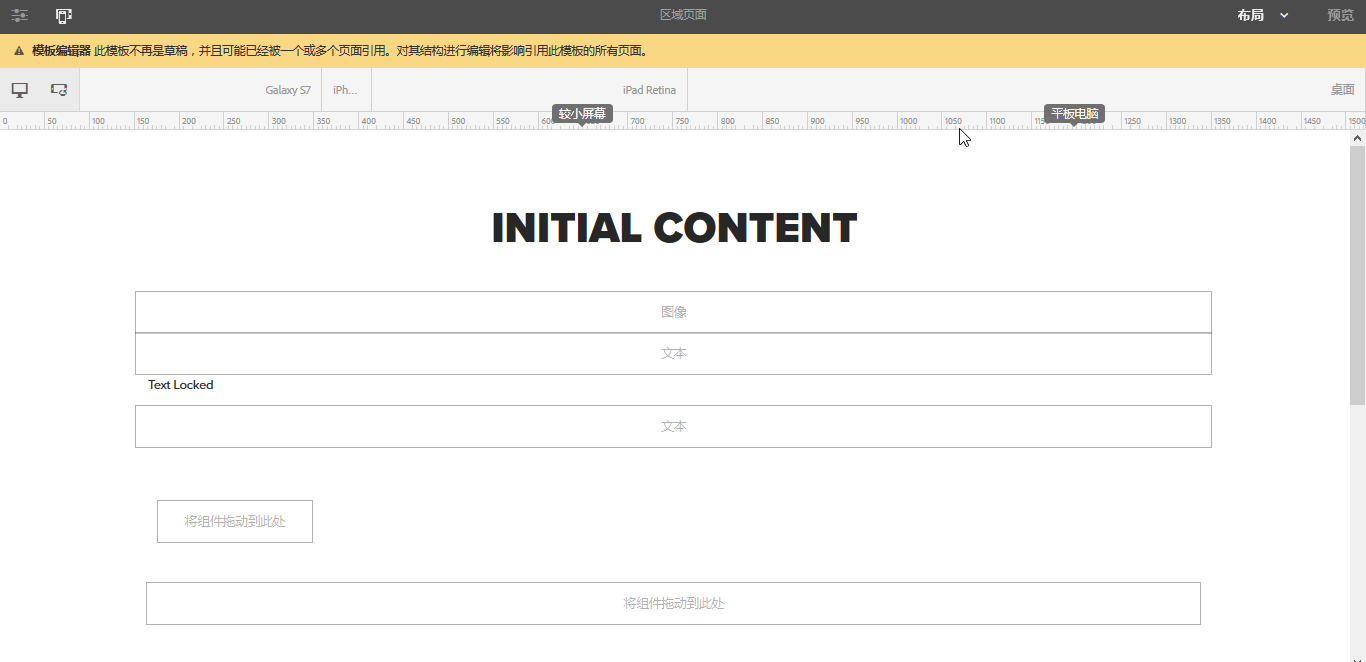 区域页面
布局
预览
模板编辑器 此模板不再是草稿，并且可能已经被一个或多个页面引用。对其结构进行编辑将影响引用此模板的所有页面。
Galaxy S7
iPh...
iPad Retina
桌面
较小屏幕
平板电脑
0 50 100 150 200 250 300 350 400 450 500 550 700 750 800 850 900 950 1000 1050 1100 1250 1300 1350 1400 1450 1500
INITIAL CONTENT
图像
文本
Text Locked
文本
将组件拖动到此处
将组件拖动到此处